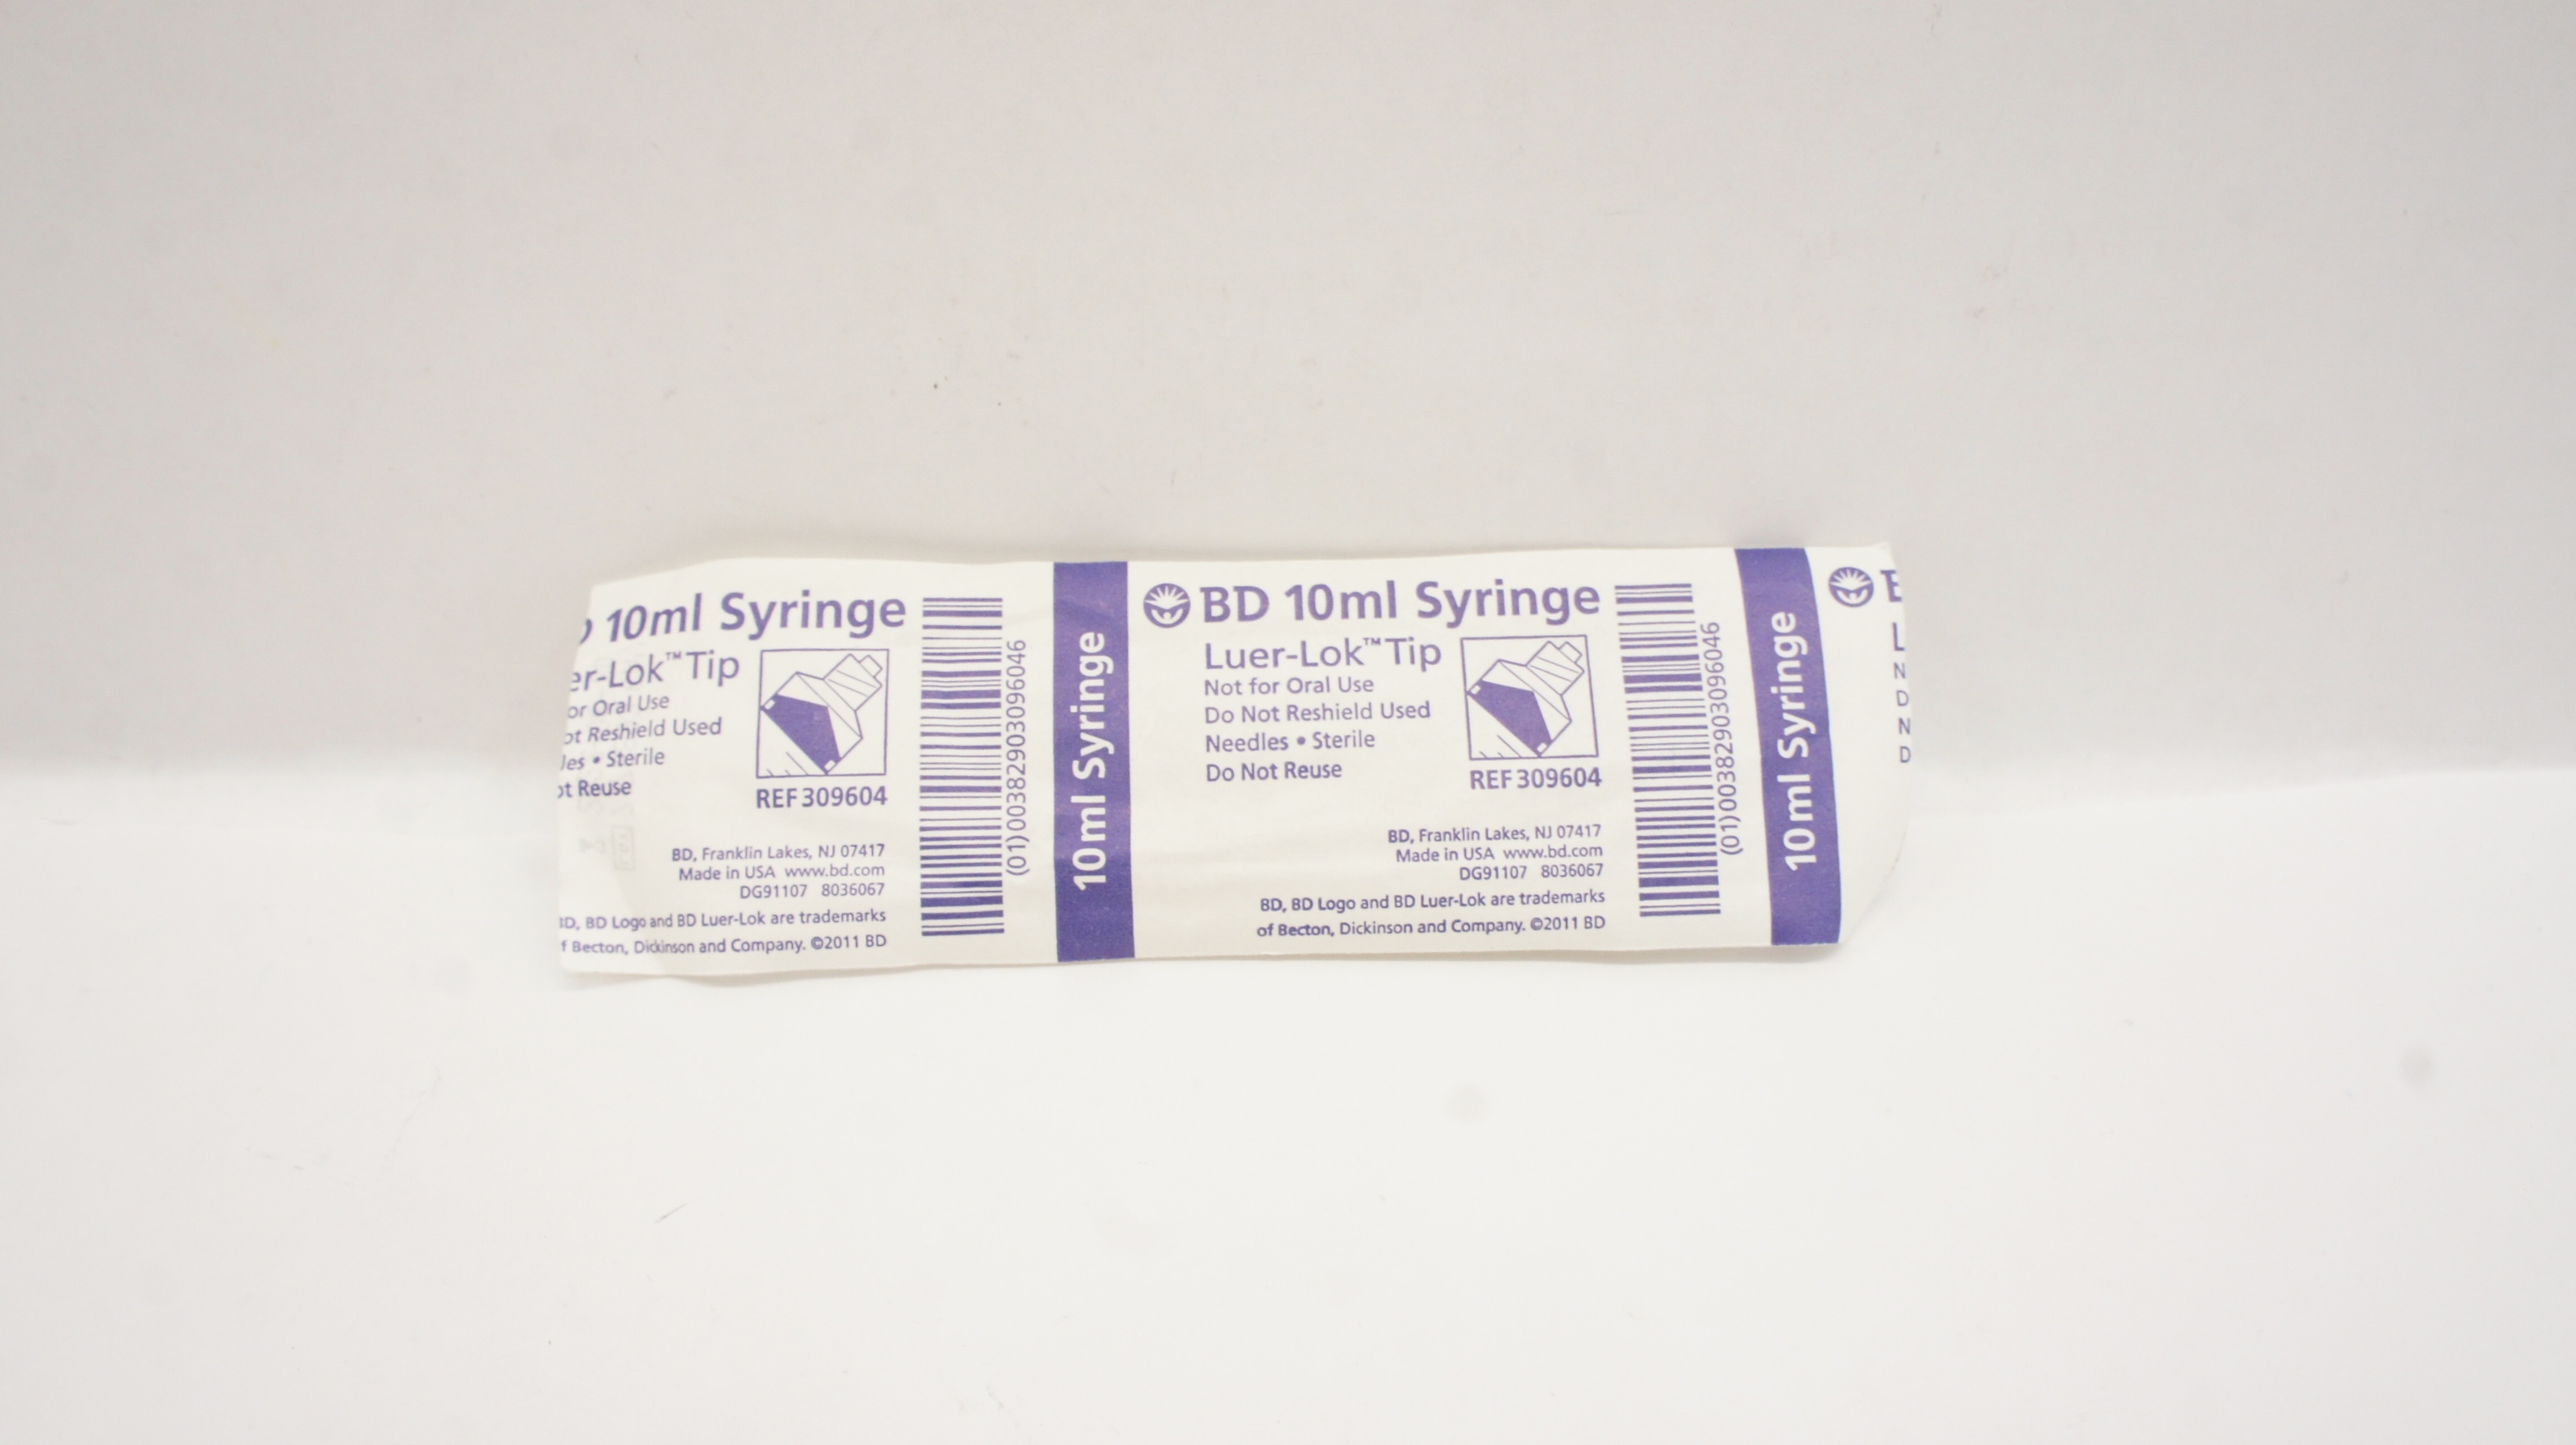 10ml Syringe
er-Lok™ Tip
or Oral Use
ot Reshield Used
les • Sterile
ot Reuse
REF 309604
BD, Franklin Lakes, NJ 07417
Made in USA www.bd.com
DG91107 8036067
BD, BD Logo and BD Luer-Lok are trademarks
f Becton, Dickinson and Company. ©2011 BD
(01)00382903096046
10ml Syringe
BD 10ml Syringe
Luer-Lok™ Tip
Not for Oral Use
Do Not Reshield Used
Needles • Sterile
Do Not Reuse
REF 309604
BD, Franklin Lakes, NJ 07417
Made in USA www.bd.com
DG91107 8036067
BD, BD Logo and BD Luer-Lok are trademarks
of Becton, Dickinson and Company. ©2011 BD
(01)00382903096046
10ml Syringe
L
N
D
N
D